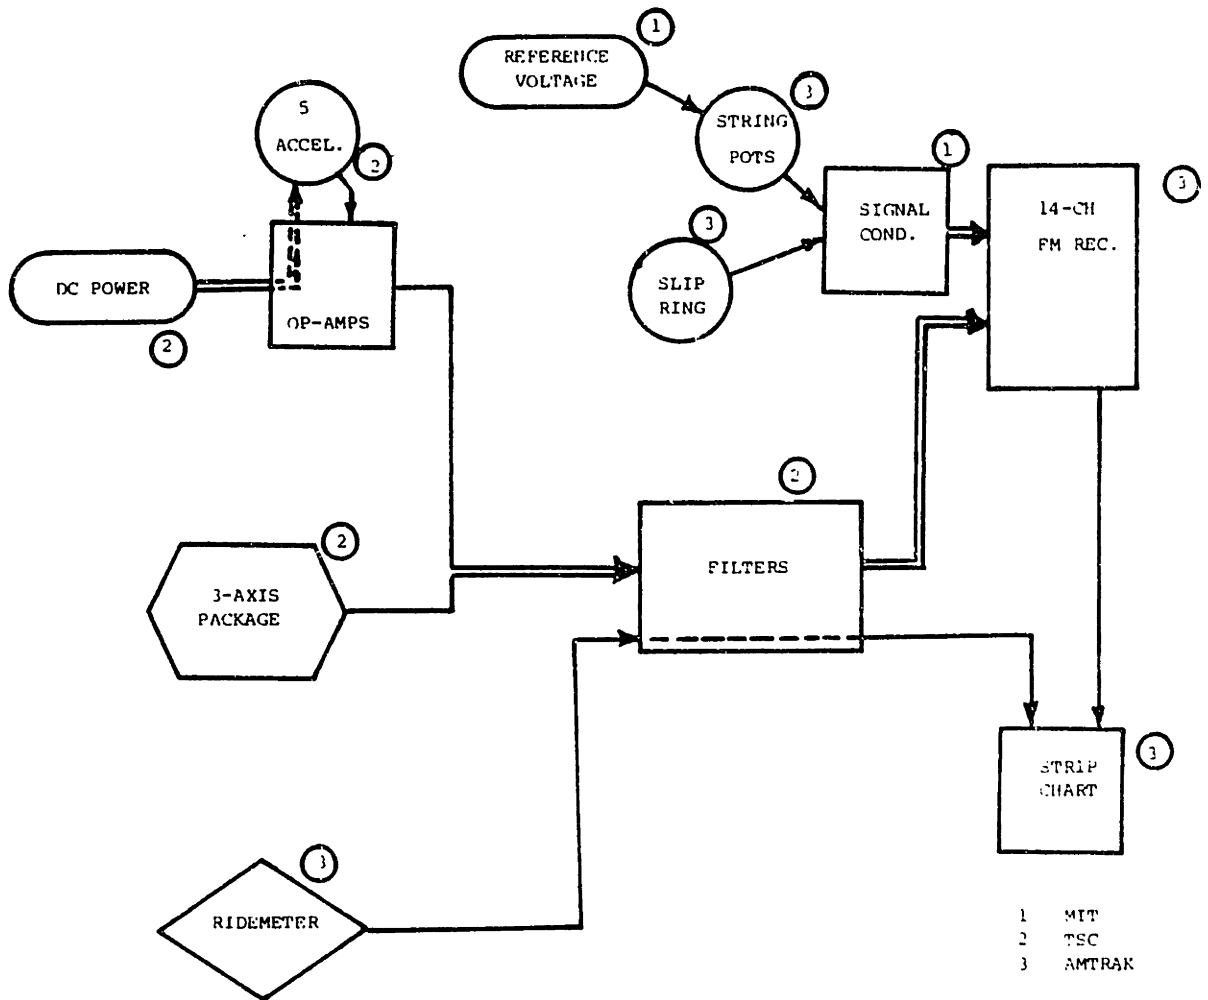 1
REFERENCE
VOLTAGE
3
STRING
POTS
5
ACCEL.
2
1
SIGNAL
COND.
3
14-CH
FM REC.
3
SLIP
RING
DC POWER
2
OP-AMPS
2
FILTERS
2
3-AXIS
PACKAGE
3
STRIP
CHART
3
RIDEMETER
1 MIT
2 TSC
3 AMTRAK